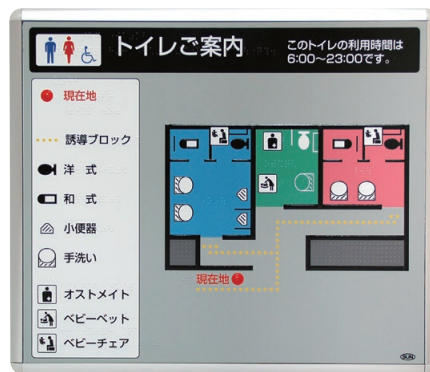 トイレご案内
このトイレの利用時間は
6:00～23:00です。
現在地
誘導ブロック
洋 式
和 式
小便器
手洗い
オストメイト
ベビーベット
ベビーチェア
現在地
SUN